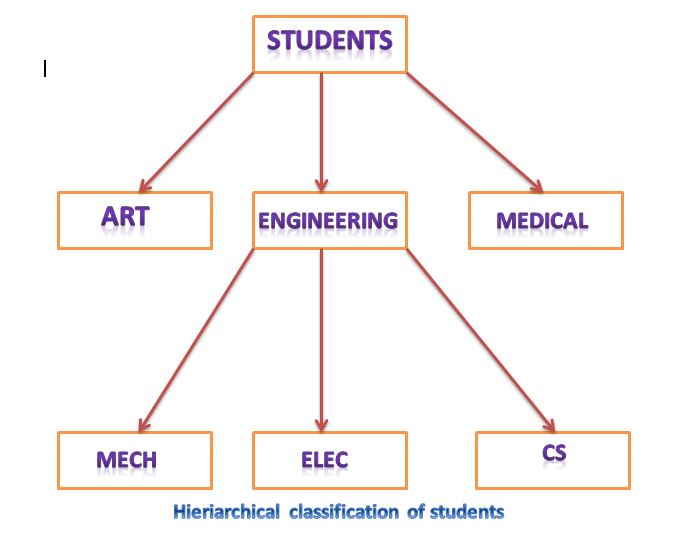 STUDENTS
ART
ENGINEERING
MEDICAL
MECH
ELEC
CS
Hieriarchical classification of students